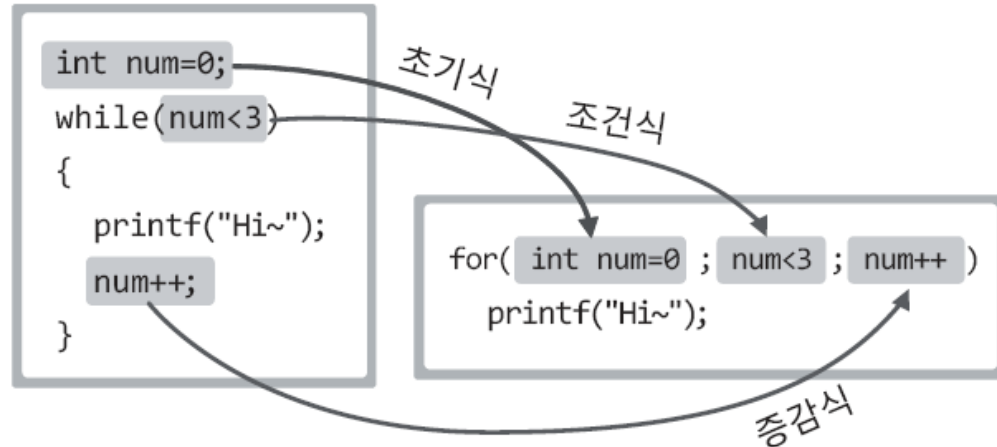 int num=0;
while(num<3)
{
printf("Hi~");
num++;
}
초기식
조건식
for( int num=0 ; num<3 ; num++ )
printf("Hi~");
증감식